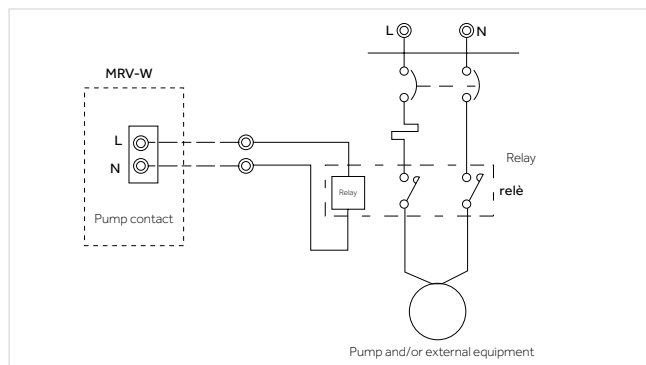 L N
MRV-W
L
N
Pump contact
Relay
Relay
relè
Pump and/or external equipment